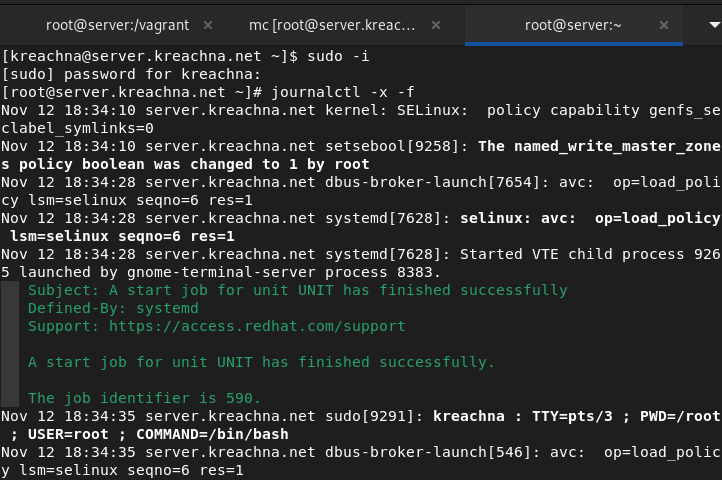 root@server:/vagrant × mc [root@server.kreac... × root@server:~ ×
[kreachna@server.kreachna.net ~]$ sudo -i
[sudo] password for kreachna:
[root@server.kreachna.net ~]# journalctl -x -f
Nov 12 18:34:10 server.kreachna.net kernel: SELinux:  policy capability genfs_se
clabel_symlinks=0
Nov 12 18:34:10 server.kreachna.net setsebool[9258]: The named_write_master_zone
s policy boolean was changed to 1 by root
Nov 12 18:34:28 server.kreachna.net dbus-broker-launch[7654]: avc:  op=load_poli
cy lsm=selinux seqno=6 res=1
Nov 12 18:34:28 server.kreachna.net systemd[7628]: selinux: avc:  op=load_policy
lsm=selinux seqno=6 res=1
Nov 12 18:34:28 server.kreachna.net systemd[7628]: Started VTE child process 926
5 launched by gnome-terminal-server process 8383.
Subject: A start job for unit UNIT has finished successfully
Defined-By: systemd
Support: https://access.redhat.com/support
A start job for unit UNIT has finished successfully.
The job identifier is 590.
Nov 12 18:34:35 server.kreachna.net sudo[9291]: kreachna : TTY=pts/3 ; PWD=/root
; USER=root ; COMMAND=/bin/bash
Nov 12 18:34:35 server.kreachna.net dbus-broker-launch[546]: avc:  op=load_polic
y lsm=selinux seqno=6 res=1